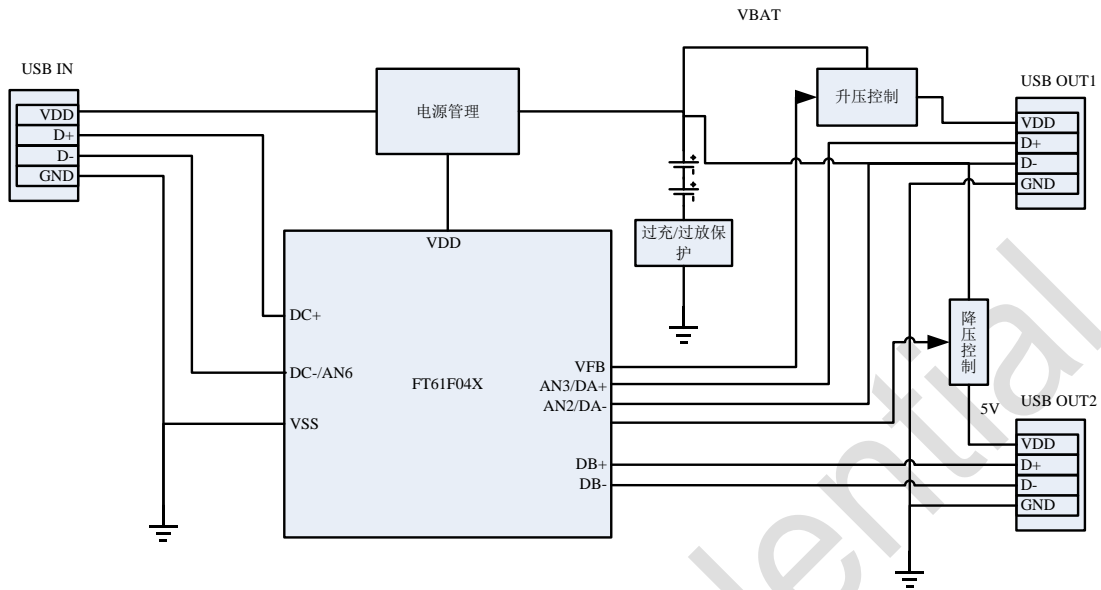 VBAT
USB IN
VDD
D+
D-
GND
电源管理
升压控制
USB OUT1
VDD
D+
D-
GND
过充/过放保
护
VDD
DC+
DC-/AN6
VSS
FT61F04X
VFB
AN3/DA+
AN2/DA-
DB+
DB-
降
压
控
制
5V
USB OUT2
VDD
D+
D-
GND